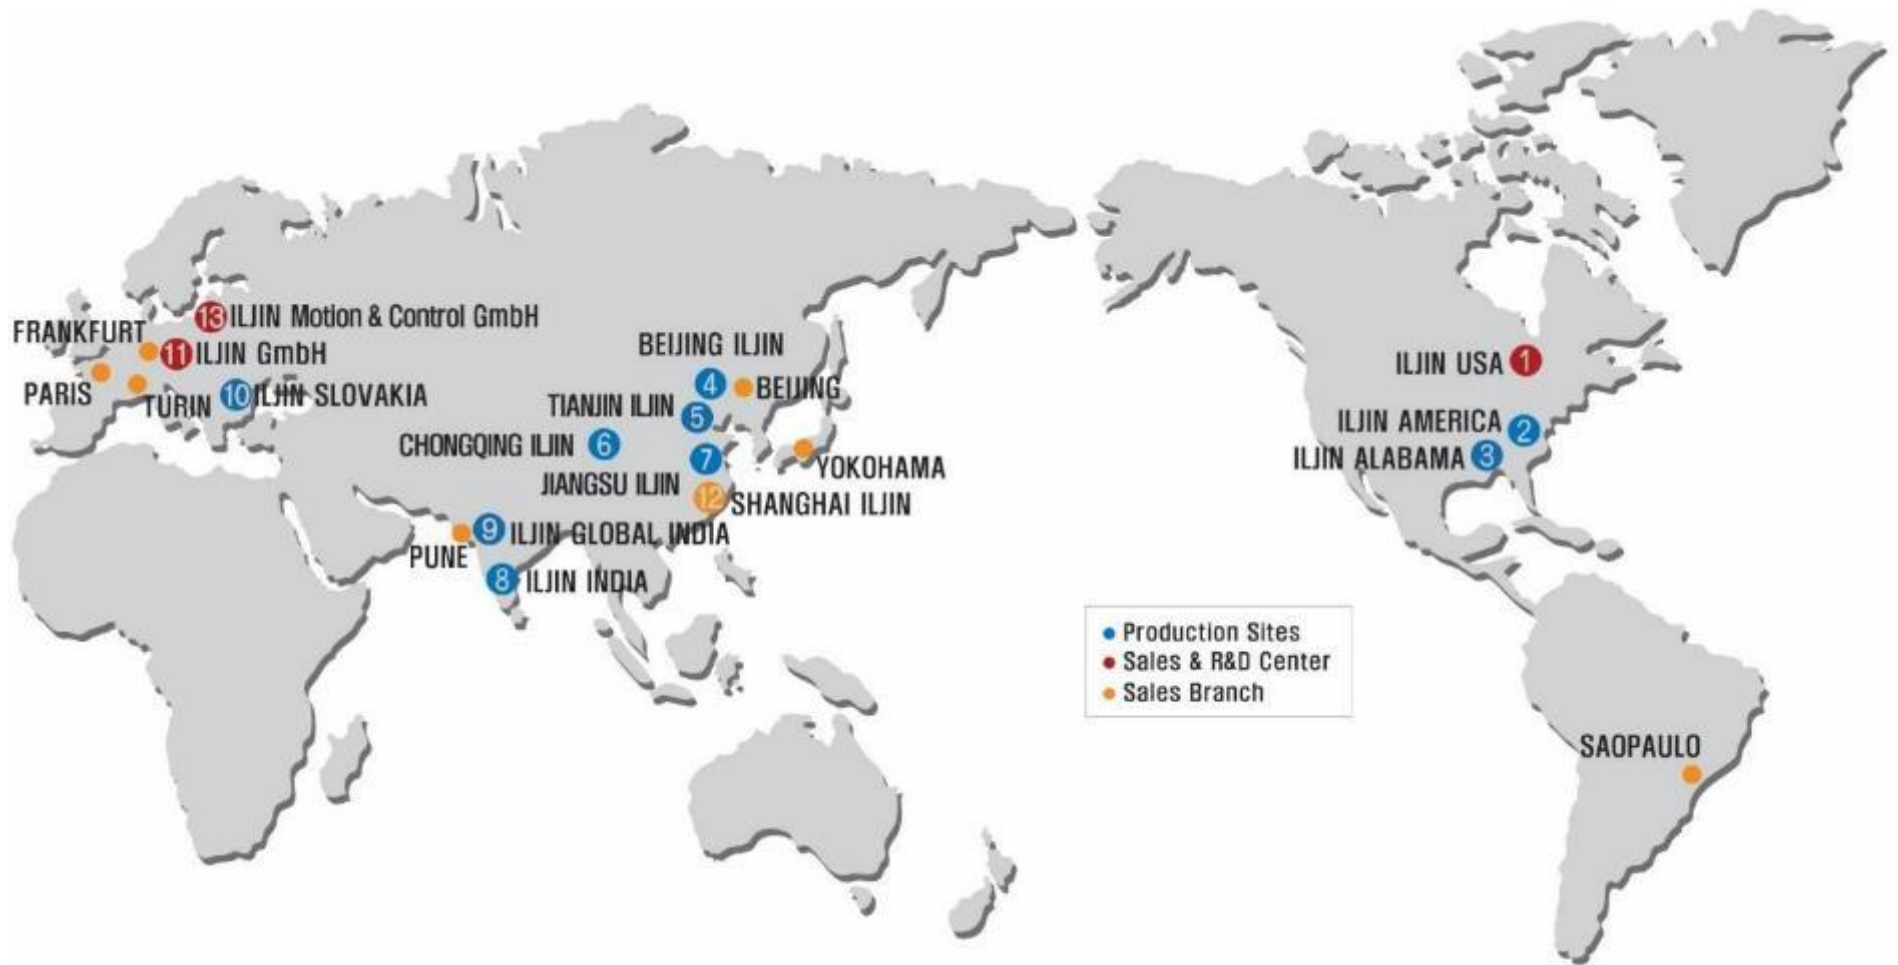 13 ILJIN Motion & Control GmbH
FRANKFURT
11 ILJIN GmbH
PARIS
TURIN
10 ILJIN SLOVAKIA
BEIJING ILJIN
4
BEIJING
TIANJIN ILJIN 5
CHONGQING ILJIN 6
7
JIANGSU ILJIN
YOKOHAMA
12 SHANGHAI ILJIN
9 ILJIN GLOBAL INDIA
PUNE
8 ILJIN INDIA
ILJIN USA 1
ILJIN AMERICA 2
ILJIN ALABAMA 3
Production Sites
Sales & R&D Center
Sales Branch
SAOPAULO